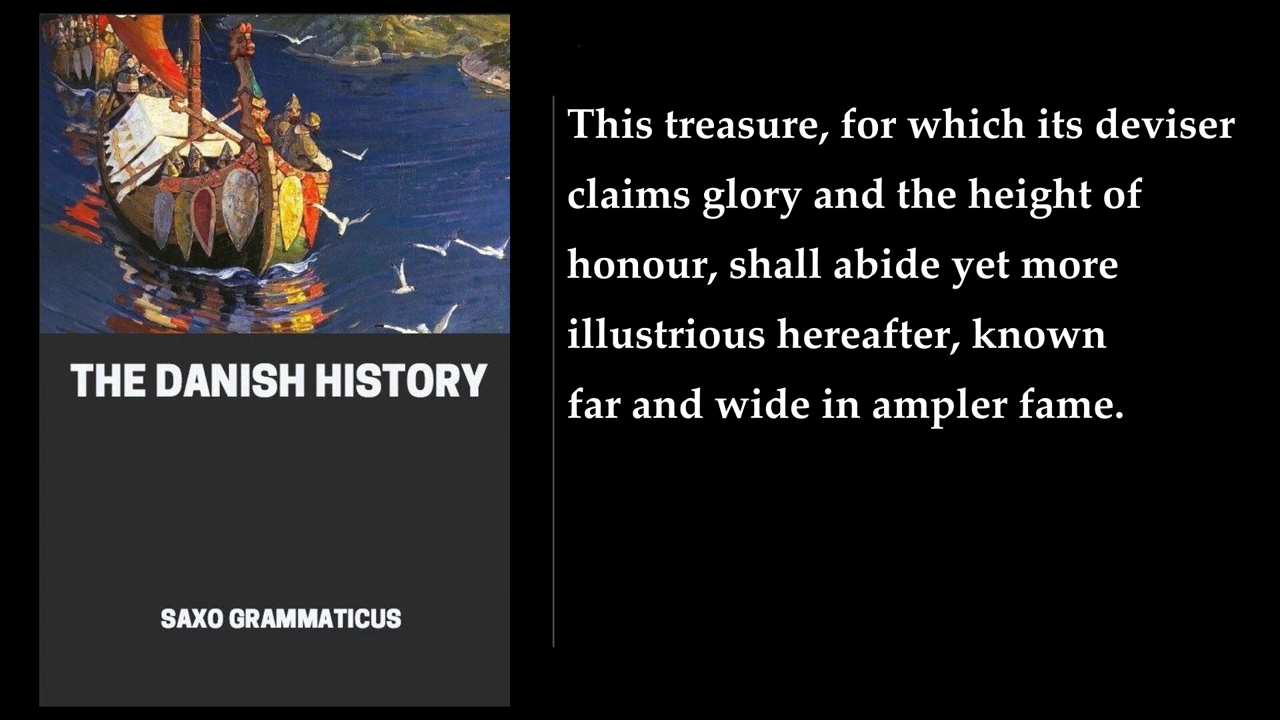 THE DANISH HISTORY
SAXO GRAMMATICUS
This treasure, for which its deviser
claims glory and the height of
honour, shall abide yet more
illustrious hereafter, known
far and wide in ampler fame.